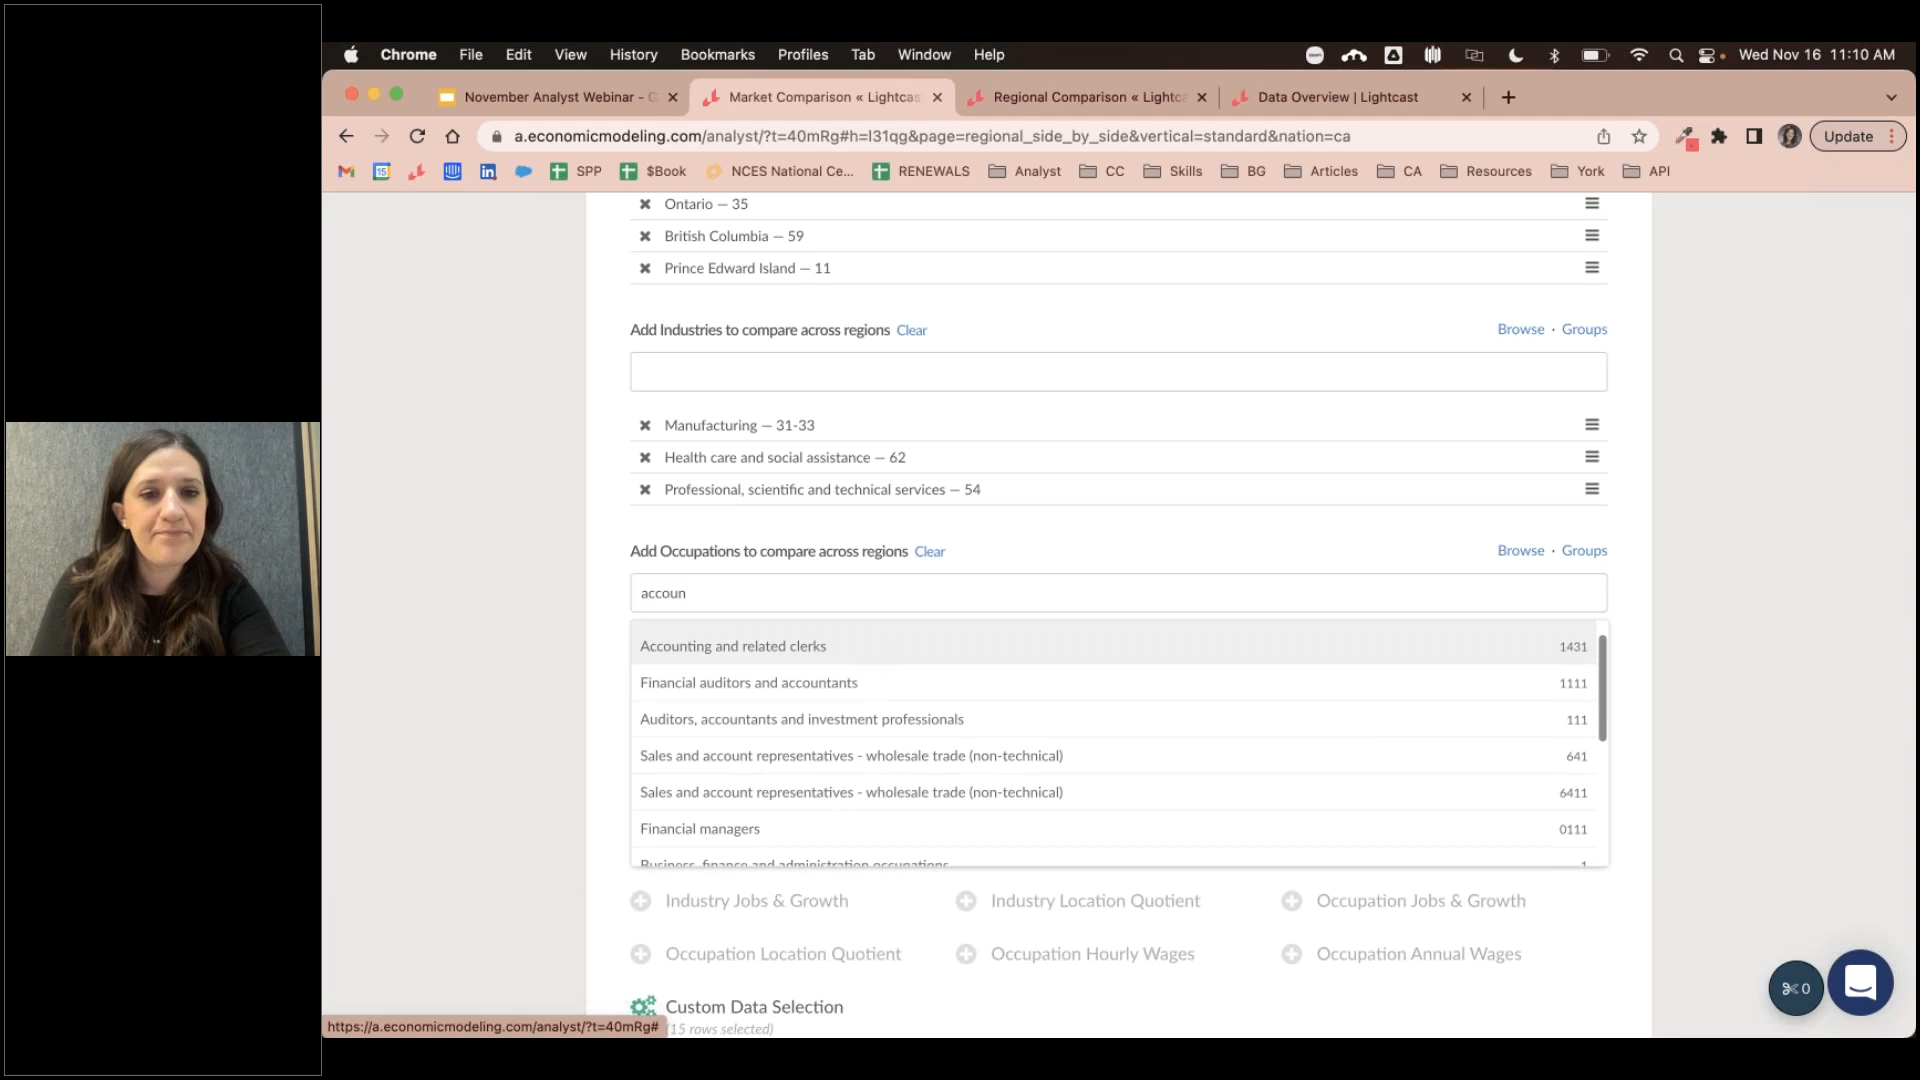 Chrome File Edit View History Bookmarks Profiles Tab Window Help
Wed Nov 16 11:10 AM
November Analyst Webinar - G
Market Comparison « Lightcas
Regional Comparison « Lightc
Data Overview | Lightcast
a.economicmodeling.com/analyst/?t=40mRg#h=l31qg&page=regional_side_by_side&vertical=standard&nation=ca
Update
SPP $Book NCES National Ce... RENEWALS Analyst CC Skills BG Articles CA Resources York API
Ontario — 35
British Columbia — 59
Prince Edward Island — 11
Add Industries to compare across regions Clear
Browse · Groups
Manufacturing — 31-33
Health care and social assistance — 62
Professional, scientific and technical services — 54
Add Occupations to compare across regions Clear
Browse · Groups
accoun
Accounting and related clerks 1431
Financial auditors and accountants 1111
Auditors, accountants and investment professionals 111
Sales and account representatives - wholesale trade (non-technical) 641
Sales and account representatives - wholesale trade (non-technical) 6411
Financial managers 0111
Business, finance and administration occupations 1
Industry Jobs & Growth Industry Location Quotient Occupation Jobs & Growth
Occupation Location Quotient Occupation Hourly Wages Occupation Annual Wages
Custom Data Selection
(15 rows selected)
0
https://a.economicmodeling.com/analyst/?t=40mRg#